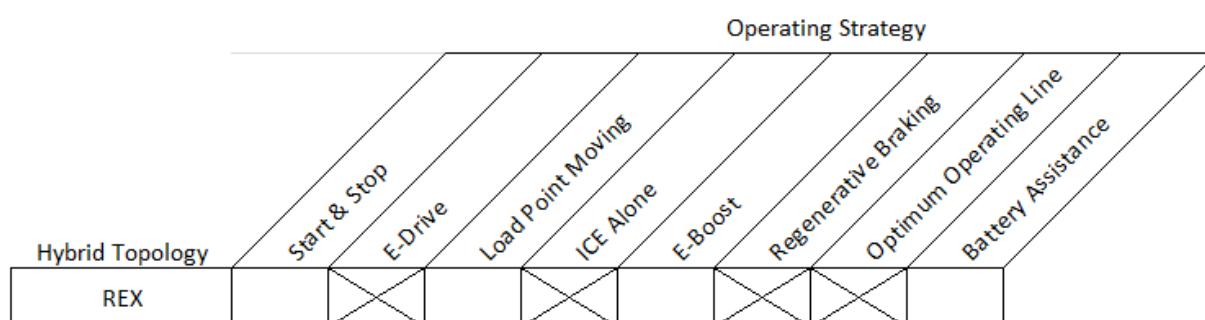 Operating Strategy
Start & Stop
E-Drive
Load Point Moving
ICE Alone
E-Boost
Regenerative Braking
Optimum Operating Line
Battery Assistance
Hybrid Topology
REX